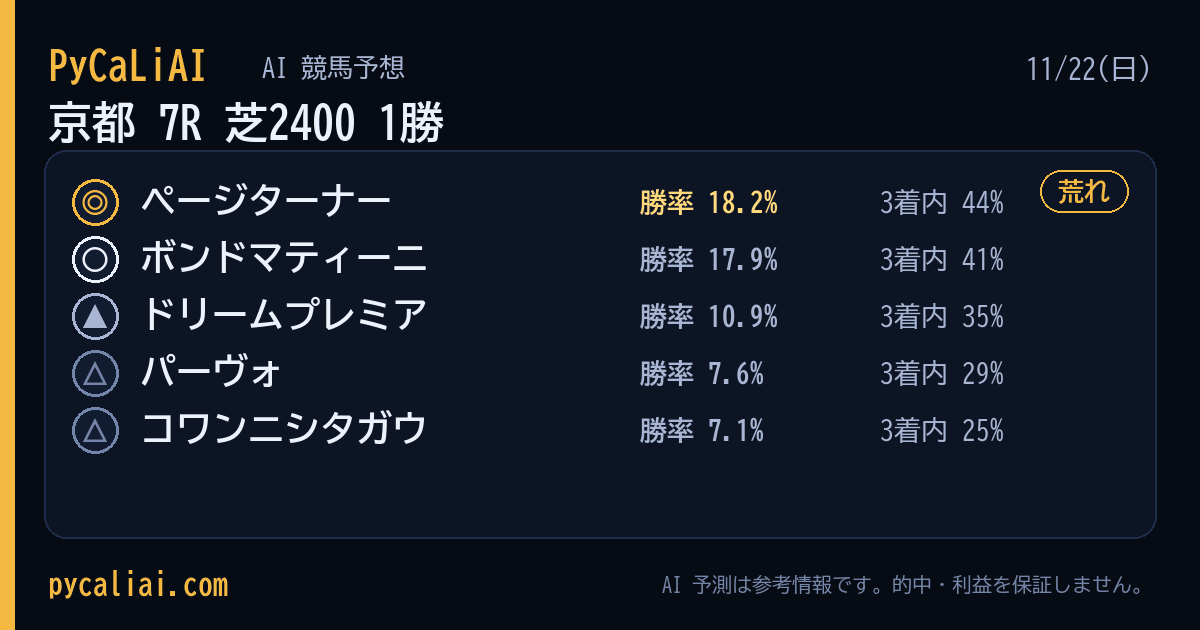 PyCaLiAI AI 競馬予想 11/22(日)
京都 7R 芝2400 1勝
◎ ページターナー 勝率 18.2% 3着内 44% 荒れ
○ ボンドマティーニ 勝率 17.9% 3着内 41%
▲ ドリームプレミア 勝率 10.9% 3着内 35%
△ パーヴォ 勝率 7.6% 3着内 29%
△ コワンニシタガウ 勝率 7.1% 3着内 25%
pycaliai.com AI 予測は参考情報です。的中・利益を保証しません。